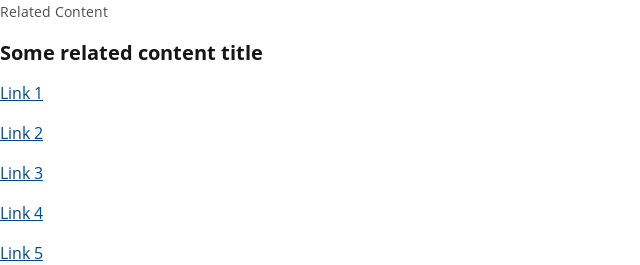 Related Content
Some related content title
Link 1
Link 2
Link 3
Link 4
Link 5